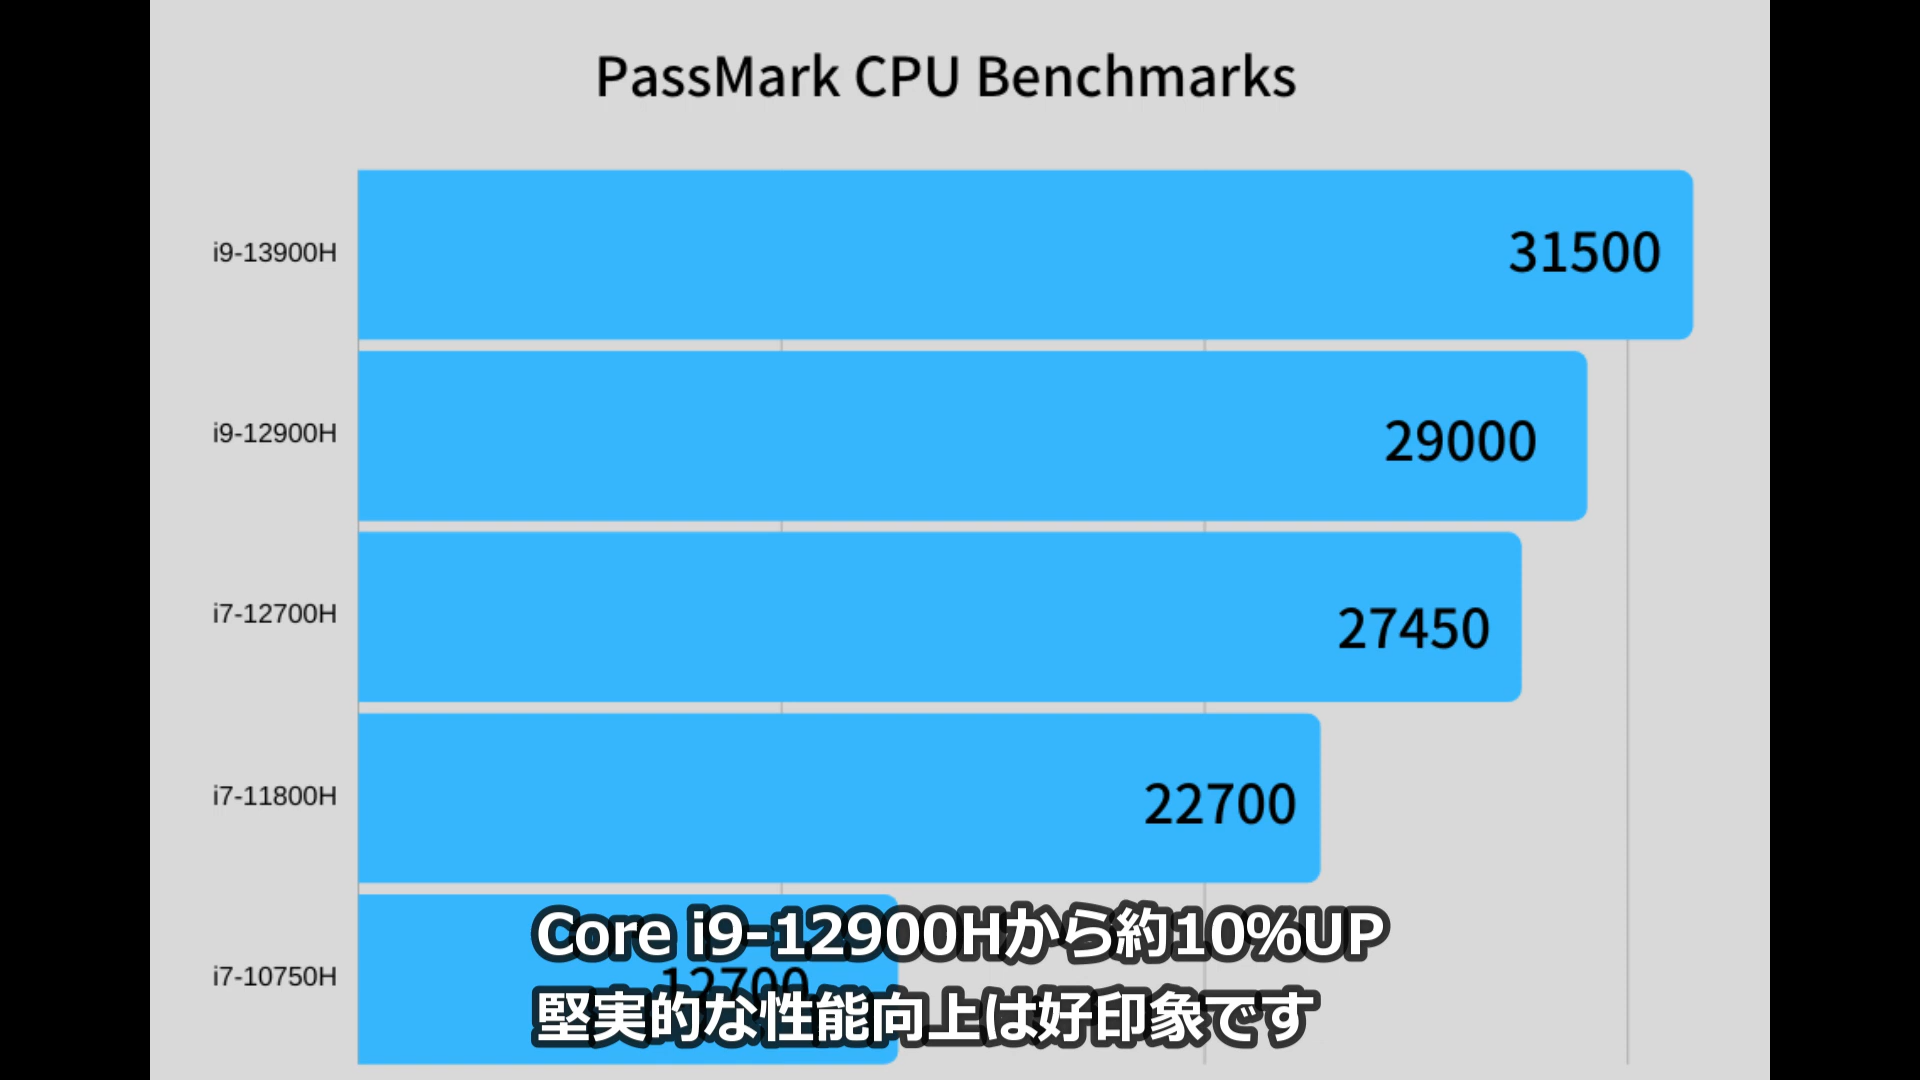 PassMark CPU Benchmarks
i9-13900H 31500
i9-12900H 29000
i7-12700H 27450
i7-11800H 22700
i7-10750H 12700
Core i9-12900Hから約10%UP
堅実的な性能向上は好印象です